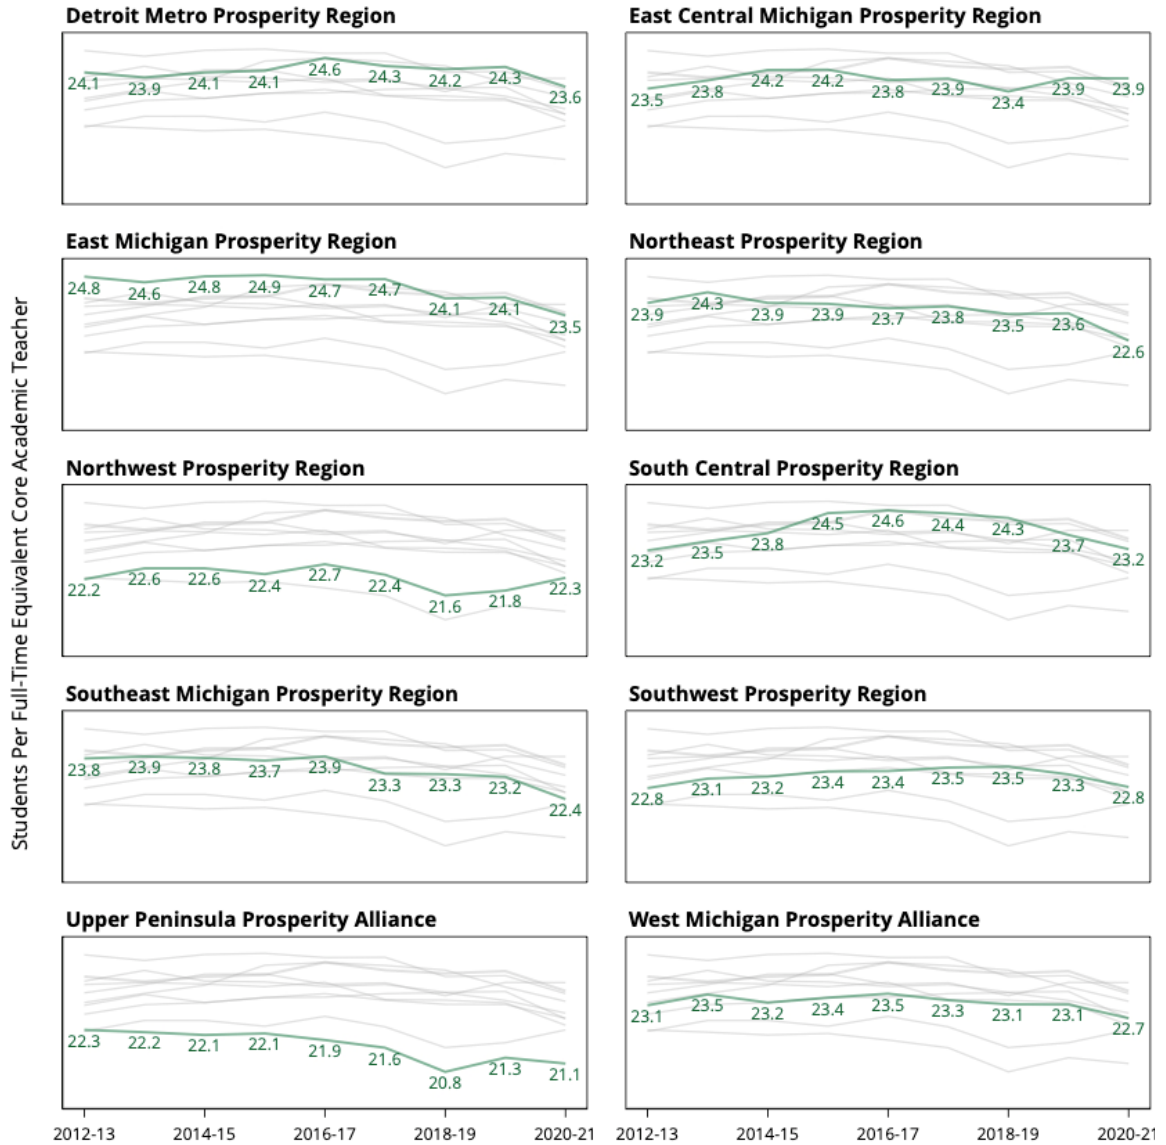 Students Per Full-Time Equivalent Core Academic Teacher
Detroit Metro Prosperity Region
24.1 23.9 24.1 24.1 24.6 24.3 24.2 24.3 23.6
East Central Michigan Prosperity Region
23.5 23.8 24.2 24.2 23.8 23.9 23.4 23.9 23.9
East Michigan Prosperity Region
24.8 24.6 24.8 24.9 24.7 24.7 24.1 24.1 23.5
Northeast Prosperity Region
23.9 24.3 23.9 23.9 23.7 23.8 23.5 23.6 22.6
Northwest Prosperity Region
22.2 22.6 22.6 22.4 22.7 22.4 21.6 21.8 22.3
South Central Prosperity Region
23.2 23.5 23.8 24.5 24.6 24.4 24.3 23.7 23.2
Southeast Michigan Prosperity Region
23.8 23.9 23.8 23.7 23.9 23.3 23.3 23.2 22.4
Southwest Prosperity Region
22.8 23.1 23.2 23.4 23.4 23.5 23.5 23.3 22.8
Upper Peninsula Prosperity Alliance
22.3 22.2 22.1 22.1 21.9 21.6 20.8 21.3 21.1
West Michigan Prosperity Alliance
23.1 23.5 23.2 23.4 23.5 23.3 23.1 23.1 22.7
2012-13 2014-15 2016-17 2018-19 2020-21
2012-13 2014-15 2016-17 2018-19 2020-21